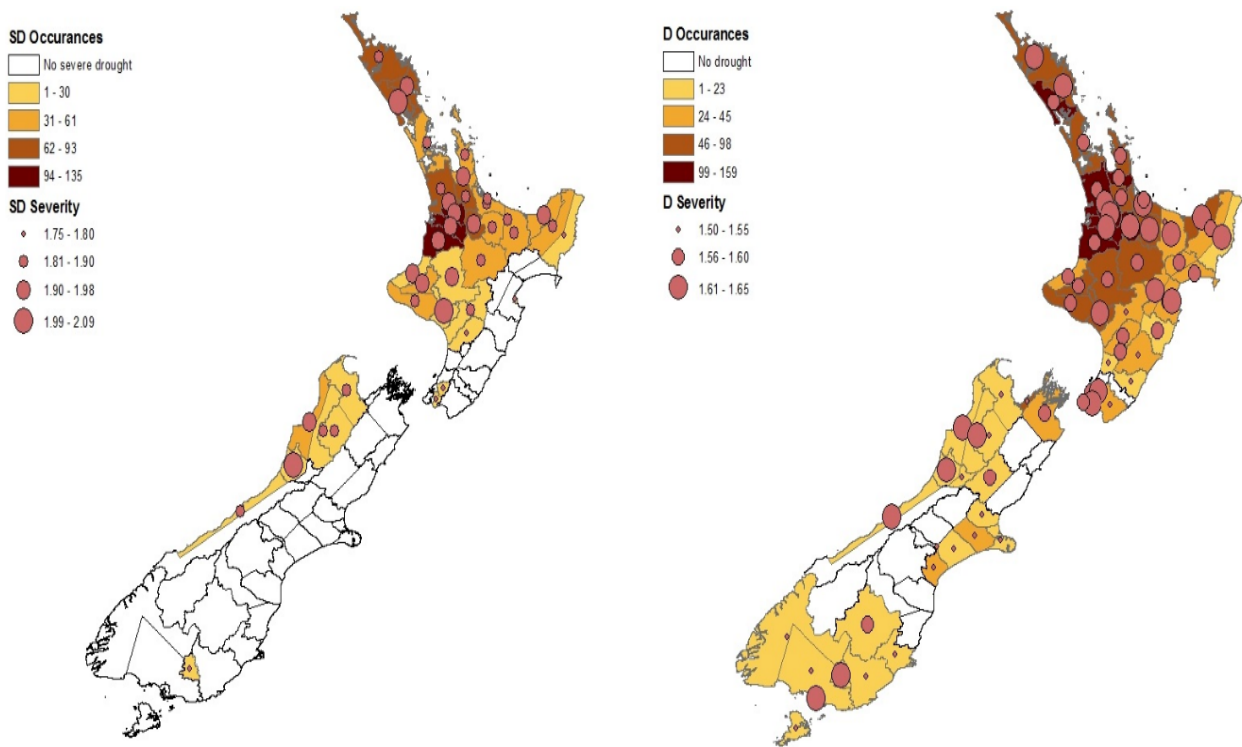 SD Occurances
No severe drought
1 - 30
31 - 61
62 - 93
94 - 135
SD Severity
1.75 - 1.80
1.81 - 1.90
1.90 - 1.98
1.99 - 2.09
D Occurances
No drought
1 - 23
24 - 45
46 - 98
99 - 159
D Severity
1.50 - 1.55
1.56 - 1.60
1.61 - 1.65